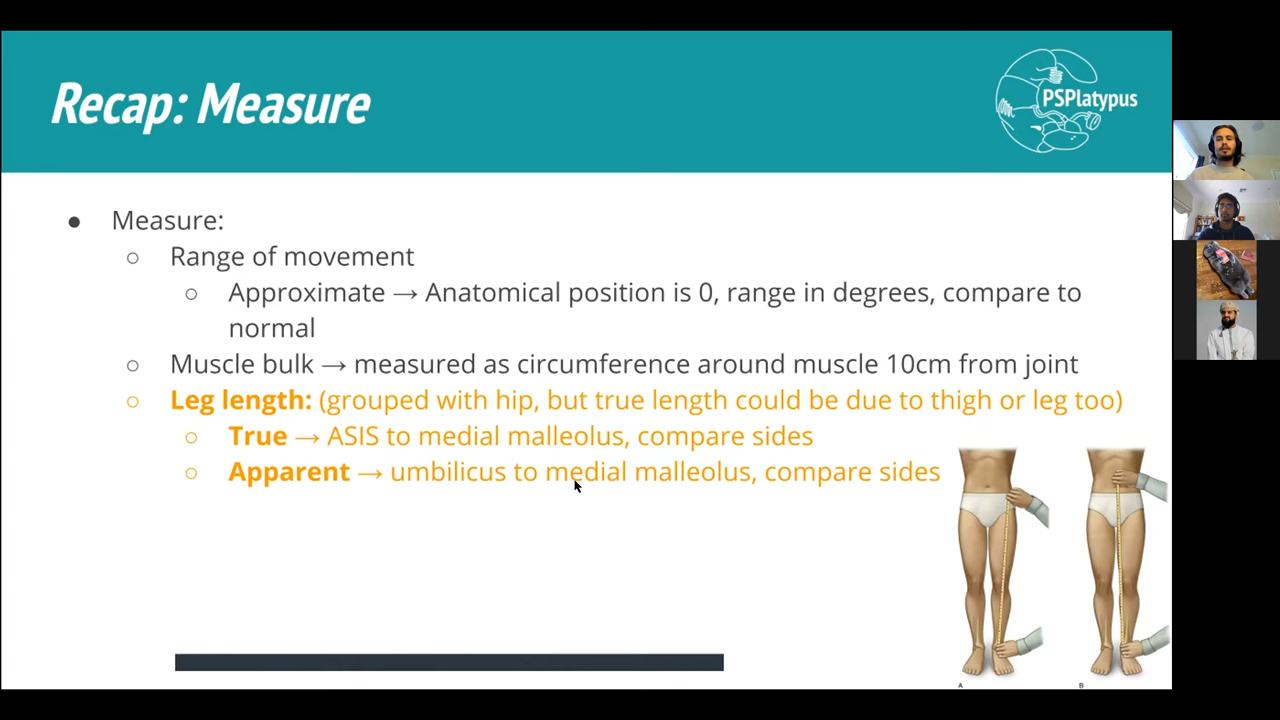 Recap: Measure
PSPlatypus
● Measure:
○ Range of movement
○ Approximate → Anatomical position is 0, range in degrees, compare to
normal
○ Muscle bulk → measured as circumference around muscle 10cm from joint
○ Leg length: (grouped with hip, but true length could be due to thigh or leg too)
○ True → ASIS to medial malleolus, compare sides
○ Apparent → umbilicus to medial malleolus, compare sides
A
B